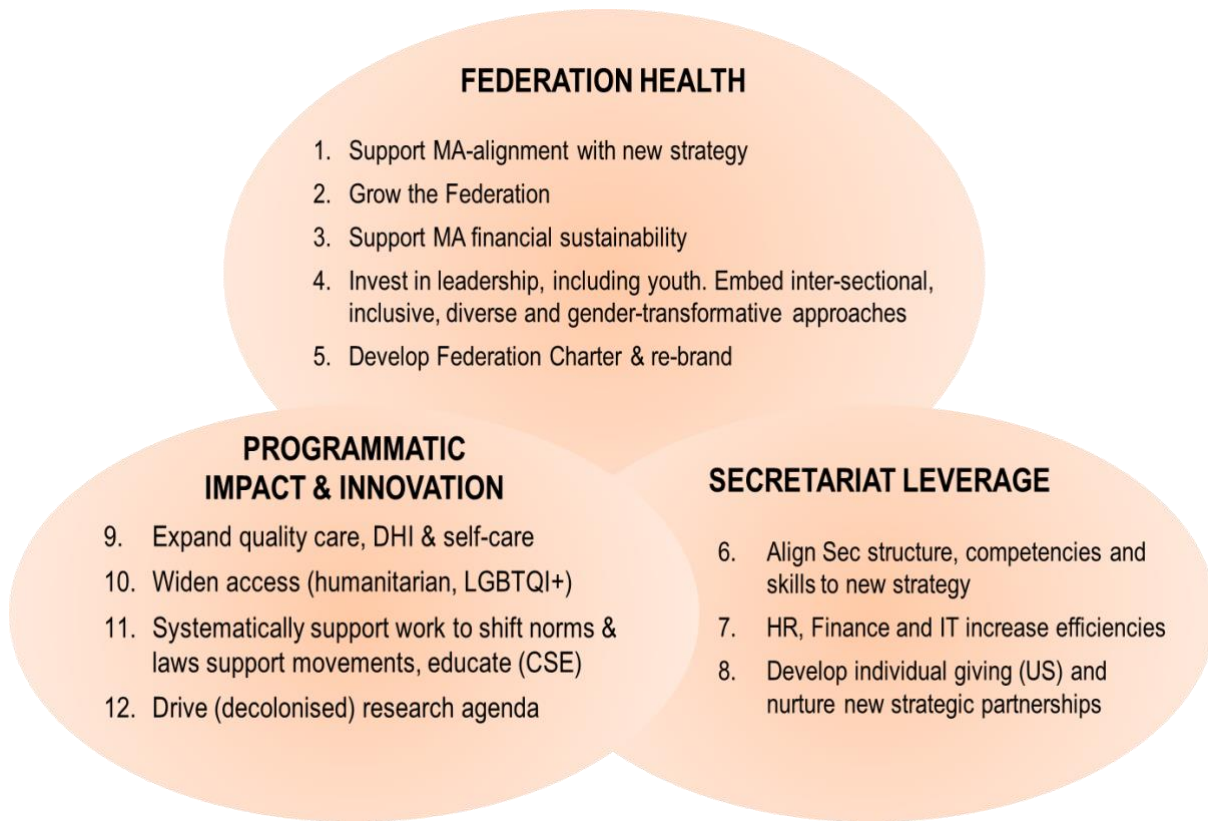 FEDERATION HEALTH
1. Support MA-alignment with new strategy
2. Grow the Federation
3. Support MA financial sustainability
4. Invest in leadership, including youth. Embed inter-sectional,
inclusive, diverse and gender-transformative approaches
5. Develop Federation Charter & re-brand
PROGRAMMATIC
IMPACT & INNOVATION
9. Expand quality care, DHI & self-care
10. Widen access (humanitarian, LGBTQI+)
11. Systematically support work to shift norms &
laws support movements, educate (CSE)
12. Drive (decolonised) research agenda
SECRETARIAT LEVERAGE
6. Align Sec structure, competencies and
skills to new strategy
7. HR, Finance and IT increase efficiencies
8. Develop individual giving (US) and
nurture new strategic partnerships